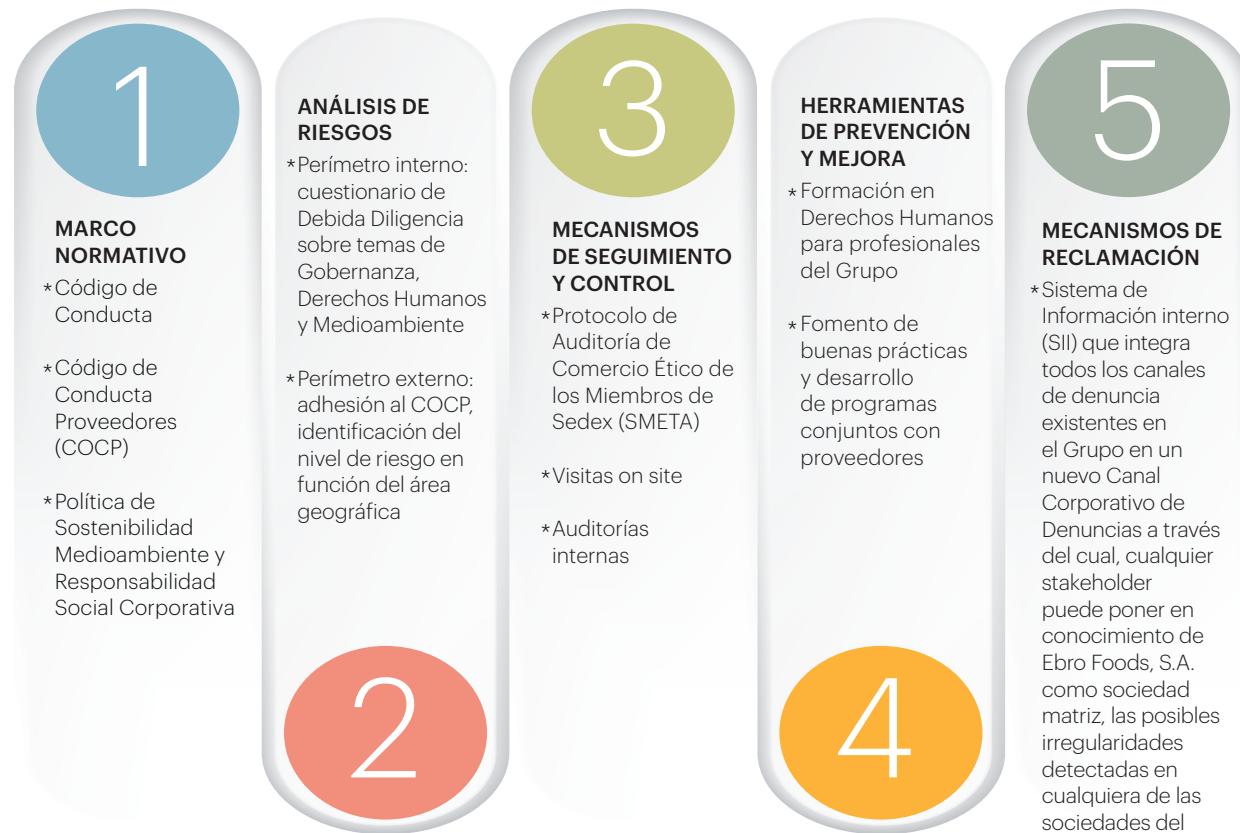 1
MARCO
NORMATIVO
*Código de
Conducta
*Código de
Conducta
Proveedores
(COCP)
*Política de
Sostenibilidad
Medioambiente y
Responsabilidad
Social Corporativa
ANÁLISIS DE
RIESGOS
*Perímetro interno:
cuestionario de
Debida Diligencia
sobre temas de
Gobernanza,
Derechos Humanos
y Medioambiente
*Perímetro externo:
adhesión al COCP,
identificación del
nivel de riesgo en
función del área
geográfica
2
3
MECANISMOS
DE SEGUIMIENTO
Y CONTROL
*Protocolo de
Auditoría de
Comercio Ético de
los Miembros de
Sedex (SMETA)
*Visitas on site
*Auditorías
internas
HERRAMIENTAS
DE PREVENCIÓN
Y MEJORA
*Formación en
Derechos Humanos
para profesionales
del Grupo
*Fomento de
buenas prácticas
y desarrollo
de programas
conjuntos con
proveedores
4
5
MECANISMOS DE
RECLAMACIÓN
*Sistema de
Información interno
(SII) que integra
todos los canales
de denuncia
existentes en
el Grupo en un
nuevo Canal
Corporativo de
Denuncias a través
del cual, cualquier
stakeholder
puede poner en
conocimiento de
Ebro Foods, S.A.
como sociedad
matriz, las posibles
irregularidades
detectadas en
cualquiera de las
sociedades del